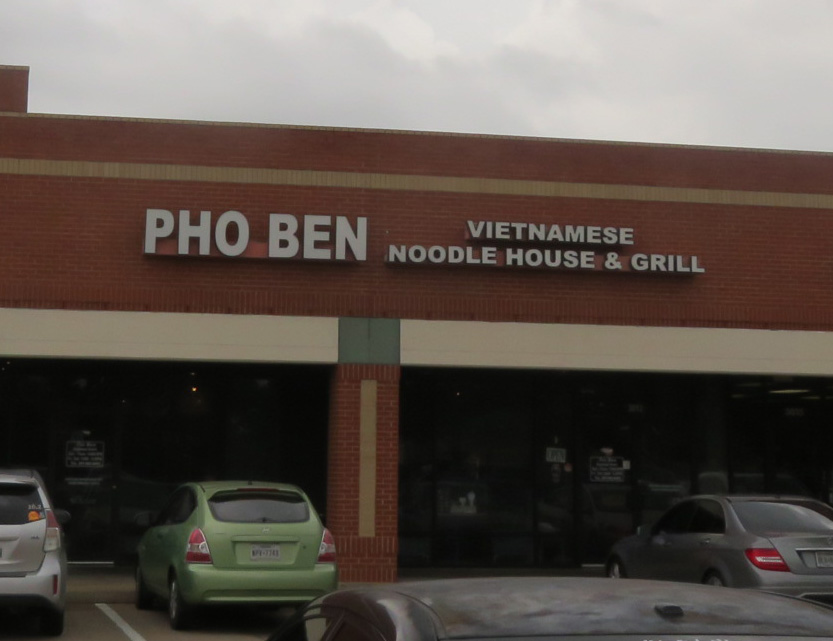 PHO BEN
VIETNAMESE
NOODLE HOUSE & GRILL